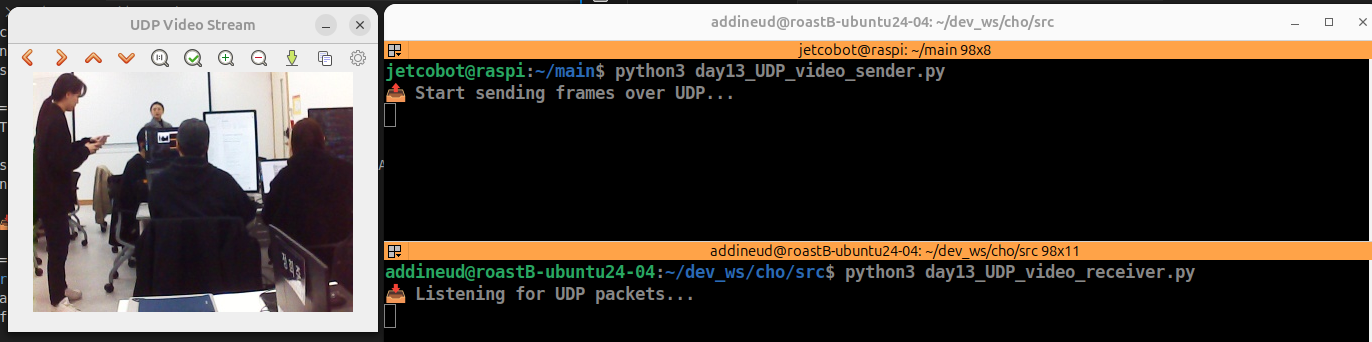 UDP Video Stream
addineud@roastB-ubuntu24-04: ~/dev_ws/cho/src
jetcobot@raspi: ~/main 98x8
jetcobot@raspi:~/main$ python3 day13_UDP_video_sender.py
📤 Start sending frames over UDP...
addineud@roastB-ubuntu24-04: ~/dev_ws/cho/src 98x11
addineud@roastB-ubuntu24-04:~/dev_ws/cho/src$ python3 day13_UDP_video_receiver.py
📥 Listening for UDP packets...